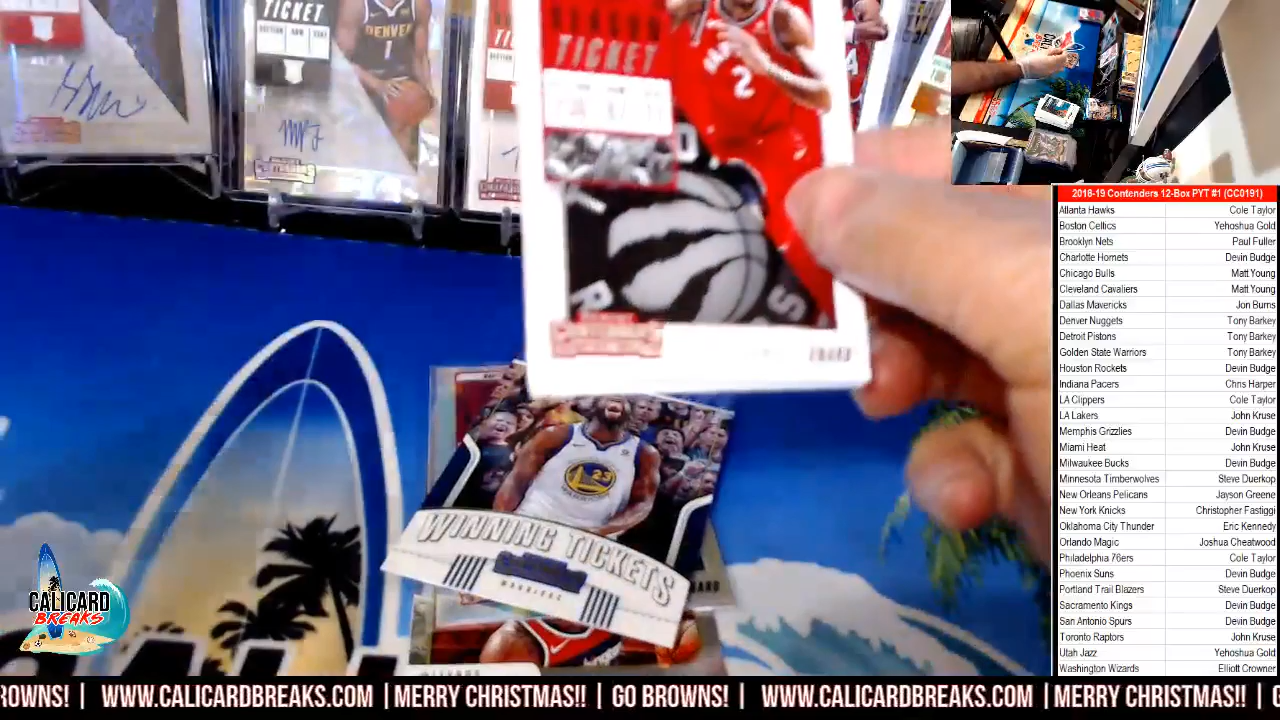 TICKET
DENVER
1
TICKET
2
23
WARRIORS
WINNING TICKETS
WARRIORS
CALICARD
BREAKS
2018-19 Contenders 12-Box PYT #1 (CC0191)
Atlanta Hawks Cole Taylor
Boston Celtics Yehoshua Gold
Brooklyn Nets Paul Fuller
Charlotte Hornets Devin Budge
Chicago Bulls Matt Young
Cleveland Cavaliers Matt Young
Dallas Mavericks Jon Burns
Denver Nuggets Tony Barkey
Detroit Pistons Tony Barkey
Golden State Warriors Tony Barkey
Houston Rockets Devin Budge
Indiana Pacers Chris Harper
LA Clippers Cole Taylor
LA Lakers John Kruse
Memphis Grizzlies Devin Budge
Miami Heat John Kruse
Milwaukee Bucks Devin Budge
Minnesota Timberwolves Steve Duerkop
New Orleans Pelicans Jayson Greene
New York Knicks Christopher Fastiggi
Oklahoma City Thunder Eric Kennedy
Orlando Magic Joshua Cheatwood
Philadelphia 76ers Cole Taylor
Phoenix Suns Devin Budge
Portland Trail Blazers Steve Duerkop
Sacramento Kings Devin Budge
San Antonio Spurs Devin Budge
Toronto Raptors John Kruse
Utah Jazz Yehoshua Gold
Washington Wizards Elliott Crowner
ROWNS! | WWW.CALICARDBREAKS.COM | MERRY CHRISTMAS!! | GO BROWNS! | WWW.CALICARDBREAKS.COM | MERRY CHRISTMAS!! | G